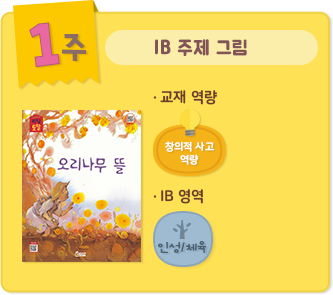 1주
IB 주제 그림
· 교재 역량
창의적 사고
역량
오리나무 뜰
· IB 영역
인성/체육